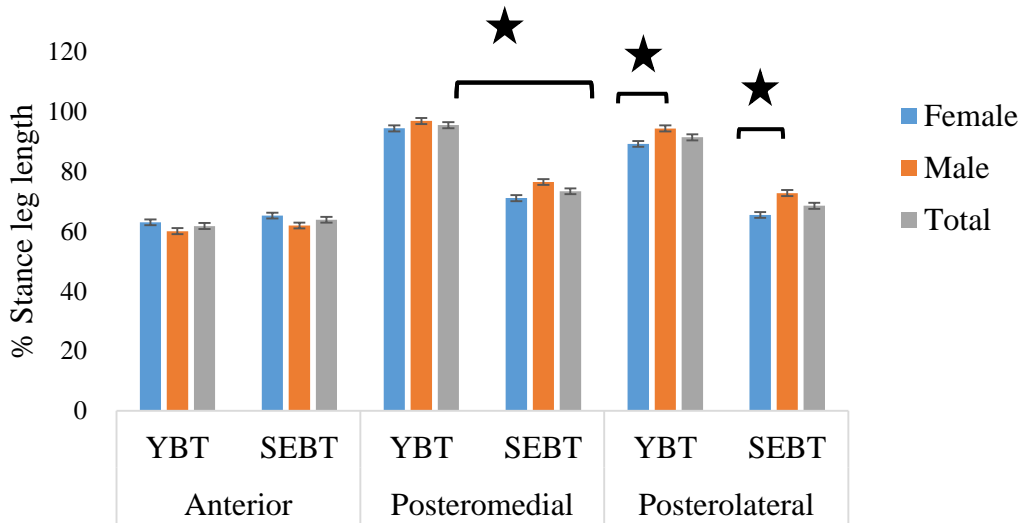 % Stance leg length
120
100
80
60
40
20
0
YBT SEBT YBT SEBT YBT SEBT
Anterior Posteromedial Posterolateral
Female
Male
Total